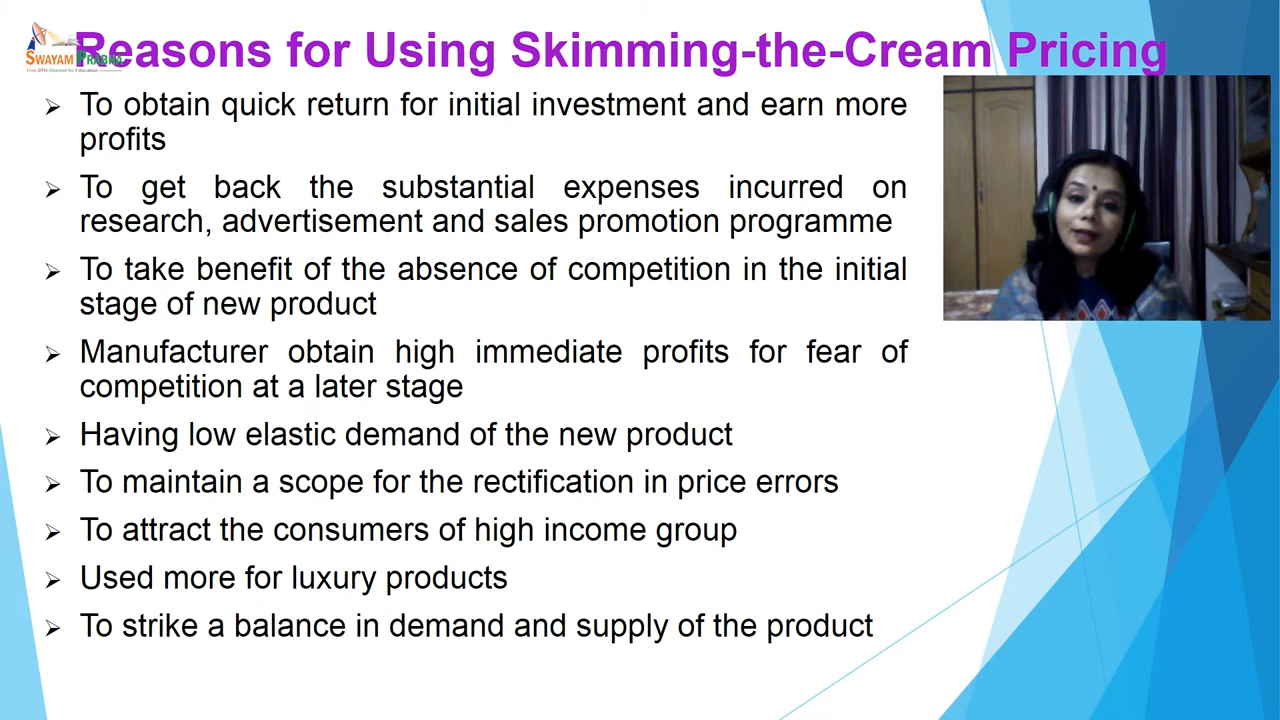 Reasons for Using Skimming-the-Cream Pricing
SWAYAM PRABHA
To obtain quick return for initial investment and earn more
profits
To get back the substantial expenses incurred on
research, advertisement and sales promotion programme
To take benefit of the absence of competition in the initial
stage of new product
Manufacturer obtain high immediate profits for fear of
competition at a later stage
Having low elastic demand of the new product
To maintain a scope for the rectification in price errors
To attract the consumers of high income group
Used more for luxury products
To strike a balance in demand and supply of the product